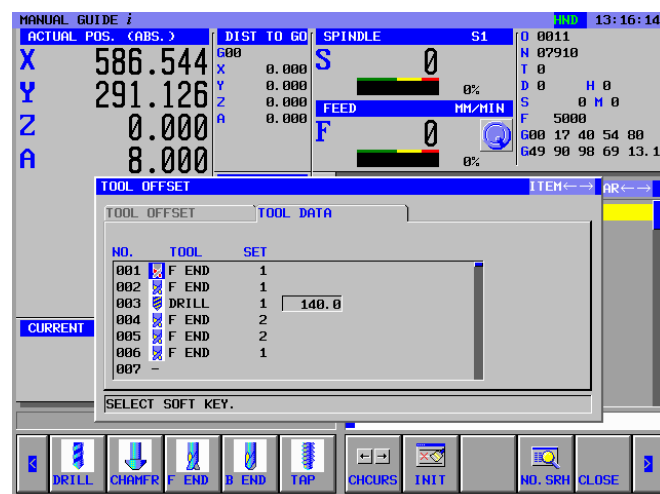 MANUAL GUIDE i HND 13:16:14
ACTUAL POS. (ABS.) DIST TO GO SPINDLE S1 O 0011
X 586.544 G00 S 0 N 07910
X 0.000 T 0
Y 291.126 Y 0.000 0% D 0 H 0
Z 0.000 FEED MM/MIN S 0 M 0
Z 0.000 A 0.000 F 0 F 5000
G00 17 40 54 80
A 8.000 0% G49 90 98 69 13.1
TOOL OFFSET ITEM←→ AR←→
TOOL OFFSET TOOL DATA
NO. TOOL SET
001 F END 1
002 F END 1
003 DRILL 1 140.0
004 F END 2
CURRENT 005 F END 2
006 F END 1
007 -
SELECT SOFT KEY.
DRILL CHAMFR F END B END TAP CHCURS INIT NO.SRH CLOSE